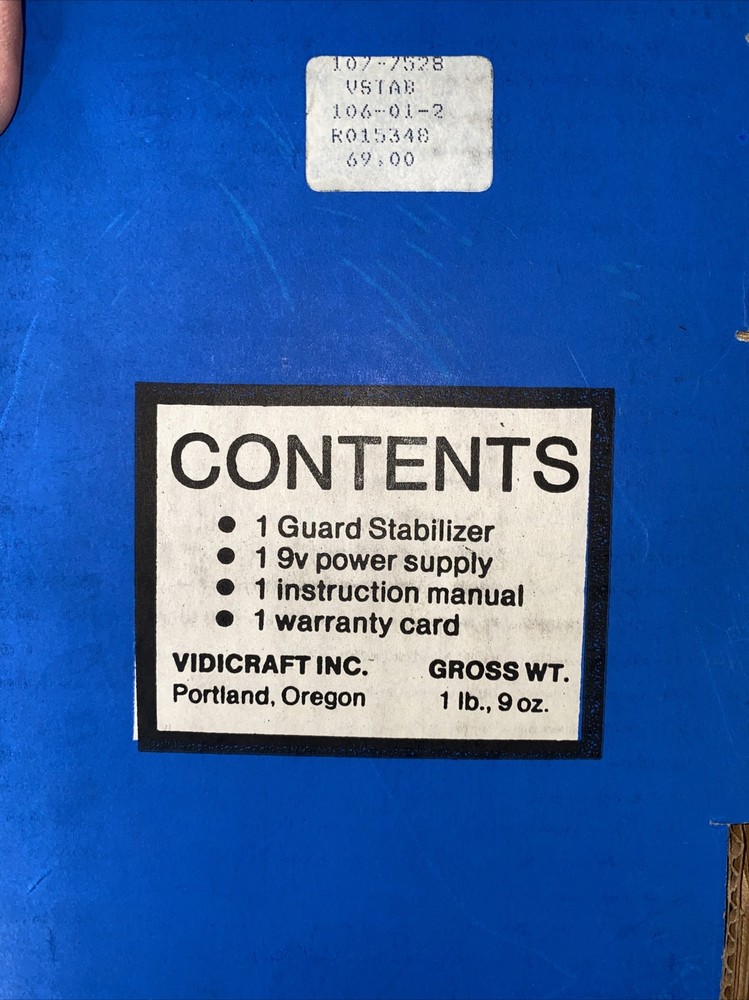 107-7528
VSTAB
106-01-2
R015348
69.00
CONTENTS
● 1 Guard Stabilizer
● 1 9v power supply
● 1 instruction manual
● 1 warranty card
VIDICRAFT INC. GROSS WT.
Portland, Oregon 1 lb., 9 oz.